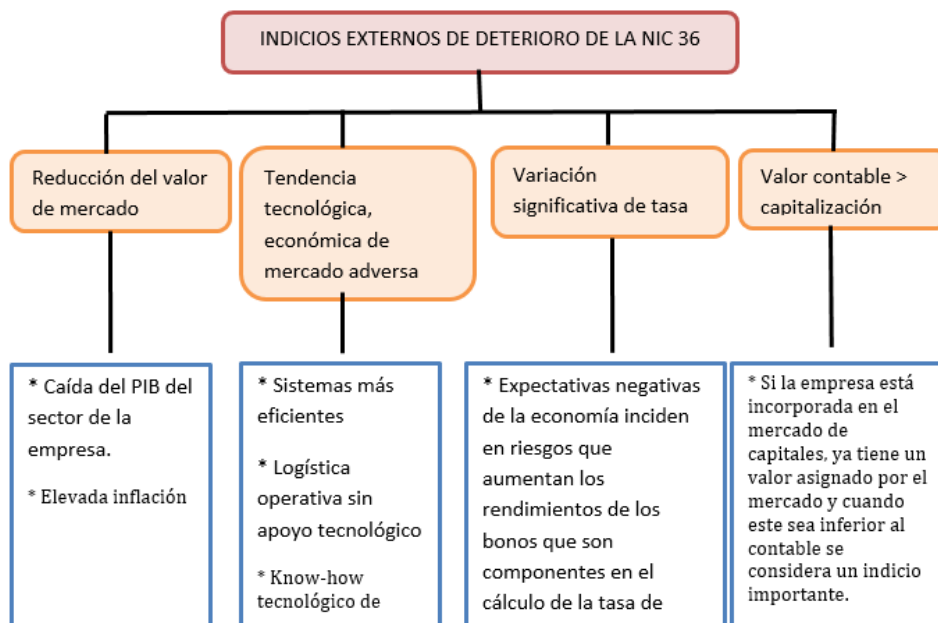 INDICIOS EXTERNOS DE DETERIORO DE LA NIC 36
Reducción del valor
de mercado
Tendencia
tecnológica,
económica de
mercado adversa
Variación
significativa de tasa
Valor contable >
capitalización
* Caída del PIB del
sector de la
empresa.
* Elevada inflación
* Sistemas más
eficientes
* Logística
operativa sin
apoyo tecnológico
* Know-how
tecnológico de
* Expectativas negativas
de la economía inciden
en riesgos que
aumentan los
rendimientos de los
bonos que son
componentes en el
cálculo de la tasa de
* Si la empresa está
incorporada en el
mercado de
capitales, ya tiene un
valor asignado por el
mercado y cuando
este sea inferior al
contable se
considera un indicio
importante.